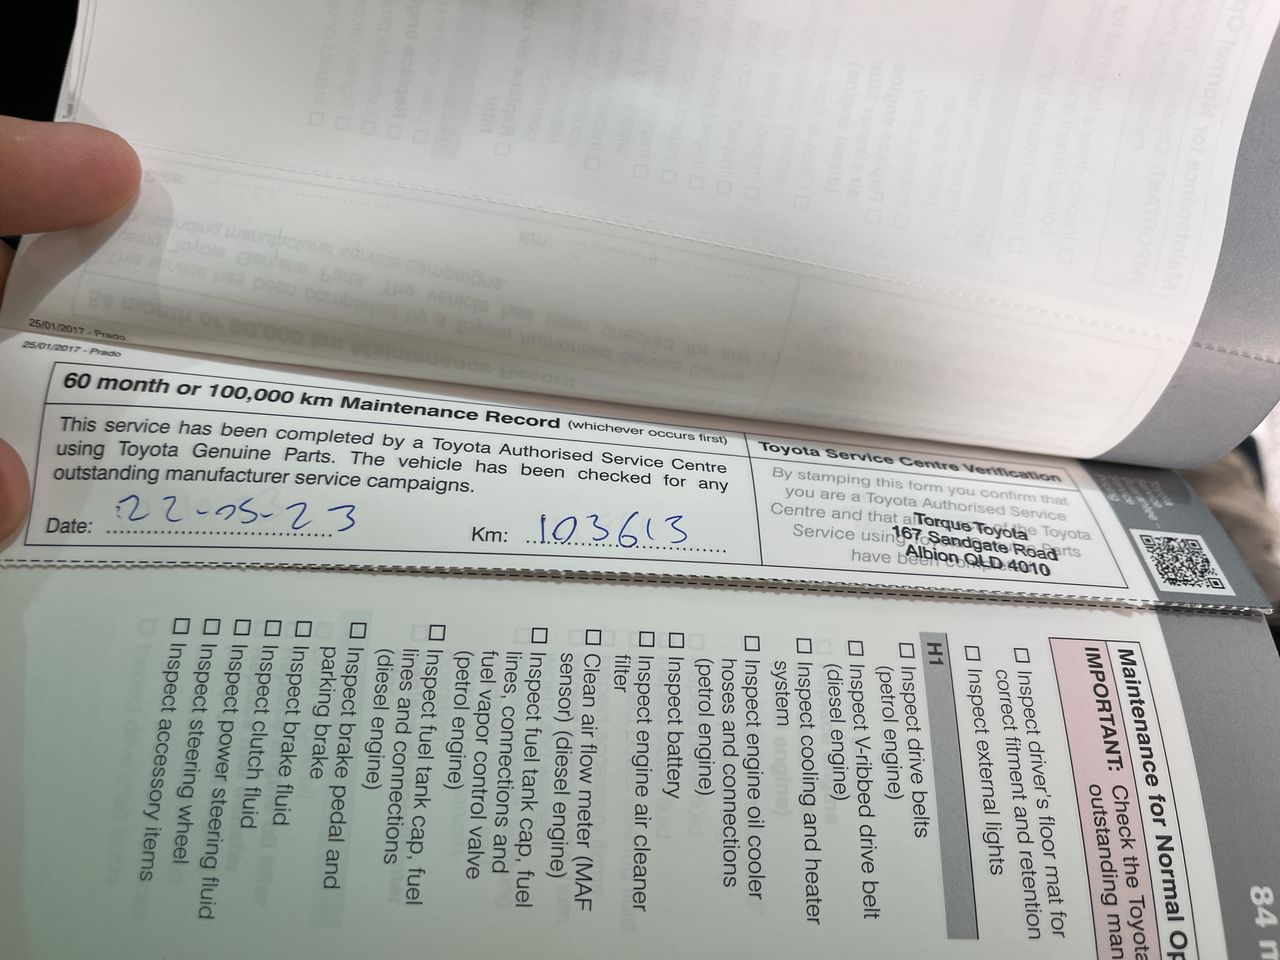 25/01/2017 - Prado
25/01/2017 - Prado
60 month or 100,000 km Maintenance Record (whichever occurs first)
This service has been completed by a Toyota Authorised Service Centre
using Toyota Genuine Parts. The vehicle has been checked for any
outstanding manufacturer service campaigns.
Date: 22-05-23
Km: 103613
Toyota Service Centre Verification
By stamping this form you confirm that
you are a Toyota Authorised Service
Centre and that a the Toyota
Service using Parts
have been
Torque Toyota
167 Sandgate Road
Albion QLD 4010
84 m
Maintenance for Normal Op
IMPORTANT: Check the Toyota
outstanding man
☐ Inspect driver's floor mat for
correct fitment and retention
☐ Inspect external lights
H1
☐ Inspect drive belts
(petrol engine)
☐ Inspect V-ribbed drive belt
(diesel engine)
☐ Inspect cooling and heater
system
☐ Inspect engine oil cooler
hoses and connections
(petrol engine)
☐ Inspect battery
☐ Inspect engine air cleaner
filter
☐ Clean air flow meter (MAF
sensor) (diesel engine)
☐ Inspect fuel tank cap, fuel
lines, connections and
fuel vapor control valve
(petrol engine)
☐ Inspect fuel tank cap, fuel
lines and connections
(diesel engine)
☐ Inspect brake pedal and
parking brake
☐ Inspect brake fluid
☐ Inspect clutch fluid
☐ Inspect power steering fluid
☐ Inspect steering wheel
☐ Inspect accessory items